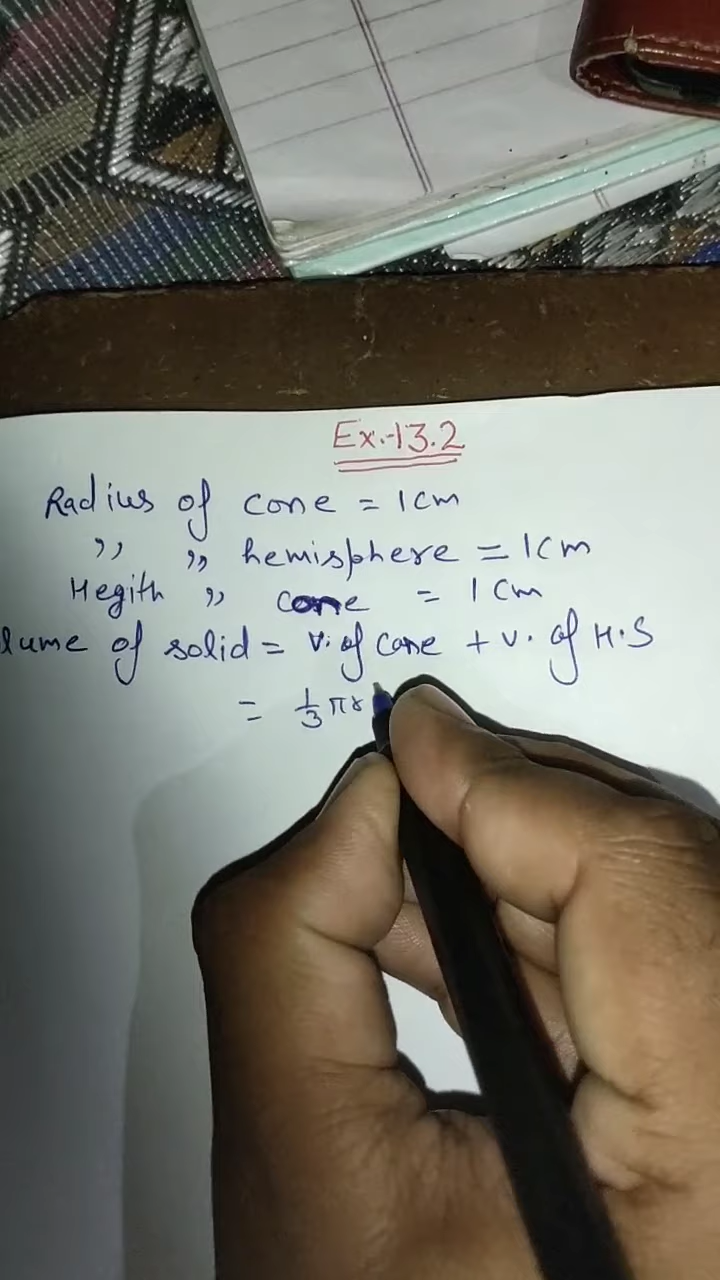 Ex.-13.2
Radius of cone = 1cm
,, ,, hemisphere = 1cm
Hegith ,, cone = 1cm
lume of solid = V. of cone + V. of H.S
= 1/3 πr